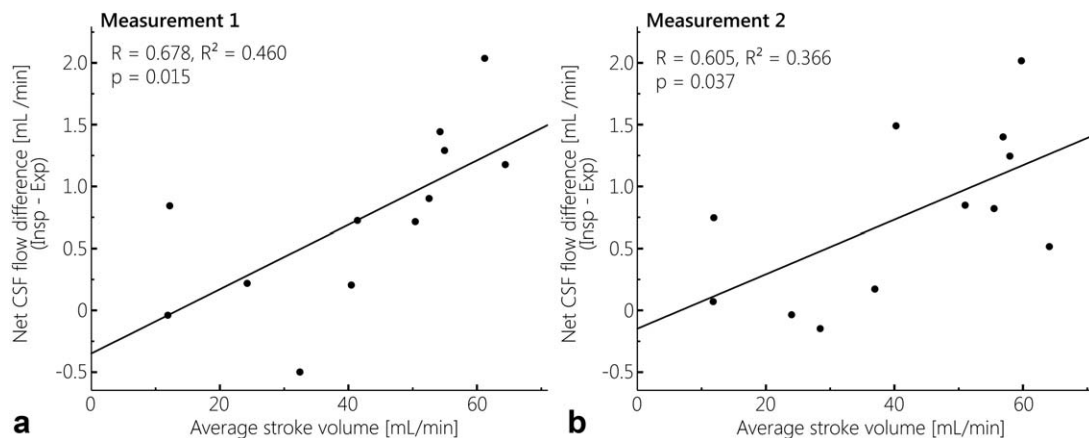 Measurement 1
R = 0.678, R² = 0.460
p = 0.015
Net CSF flow difference [mL /min]
(Insp - Exp)
2.0
1.5
1.0
0.5
0
-0.5
0
20
40
60
Average stroke volume [mL/min]
a
Measurement 2
R = 0.605, R² = 0.366
p = 0.037
Net CSF flow difference [mL /min]
(Insp - Exp)
2.0
1.5
1.0
0.5
0
-0.5
0
20
40
60
Average stroke volume [mL/min]
b